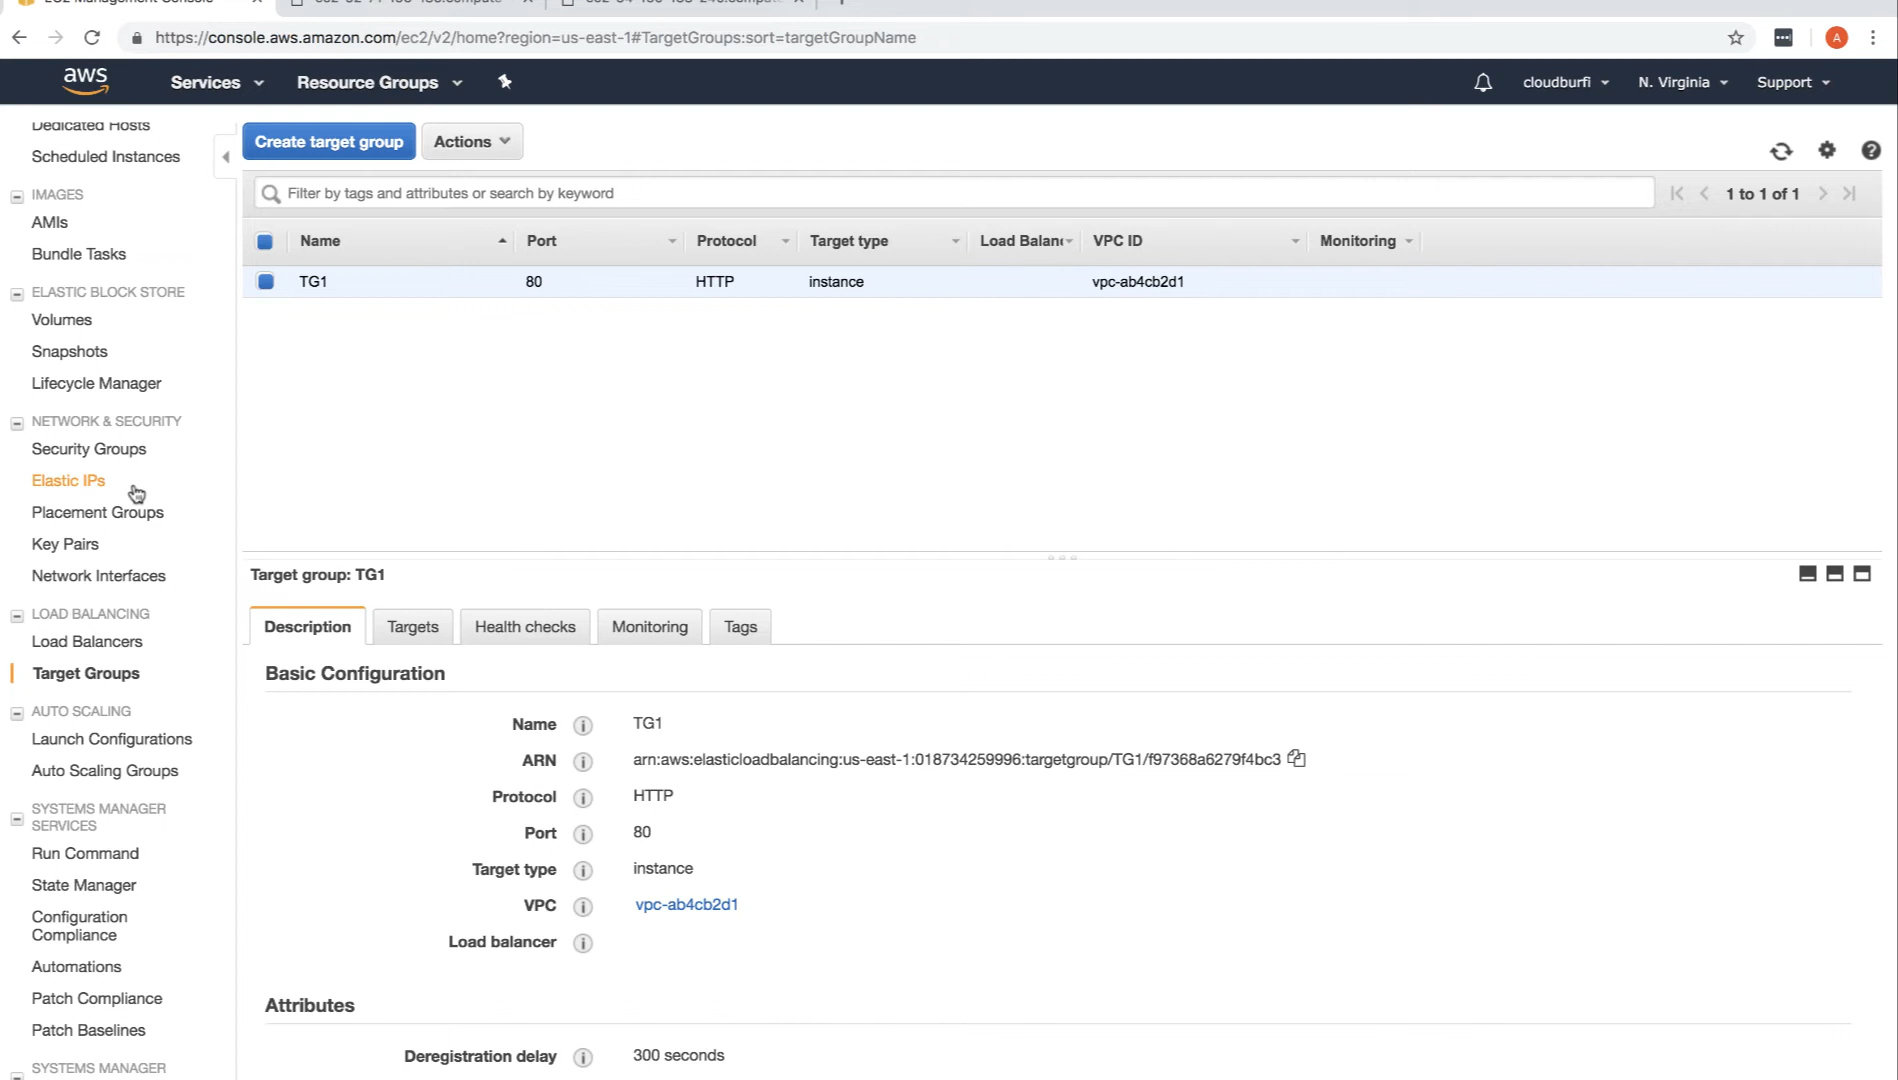 https://console.aws.amazon.com/ec2/v2/home?region=us-east-1#TargetGroups:sort=targetGroupName
A
aws
Services
Resource Groups
cloudburfi
N. Virginia
Support
Dedicated Hosts
Scheduled Instances
IMAGES
AMIs
Bundle Tasks
ELASTIC BLOCK STORE
Volumes
Snapshots
Lifecycle Manager
NETWORK & SECURITY
Security Groups
Elastic IPs
Placement Groups
Key Pairs
Network Interfaces
LOAD BALANCING
Load Balancers
Target Groups
AUTO SCALING
Launch Configurations
Auto Scaling Groups
SYSTEMS MANAGER
SERVICES
Run Command
State Manager
Configuration
Compliance
Automations
Patch Compliance
Patch Baselines
SYSTEMS MANAGER
Create target group
Actions
Filter by tags and attributes or search by keyword
1 to 1 of 1
Name Port Protocol Target type Load Balan VPC ID Monitoring
TG1 80 HTTP instance vpc-ab4cb2d1
Target group: TG1
Description Targets Health checks Monitoring Tags
Basic Configuration
Name TG1
ARN arn:aws:elasticloadbalancing:us-east-1:018734259996:targetgroup/TG1/f97368a6279f4bc3
Protocol HTTP
Port 80
Target type instance
VPC vpc-ab4cb2d1
Load balancer
Attributes
Deregistration delay 300 seconds